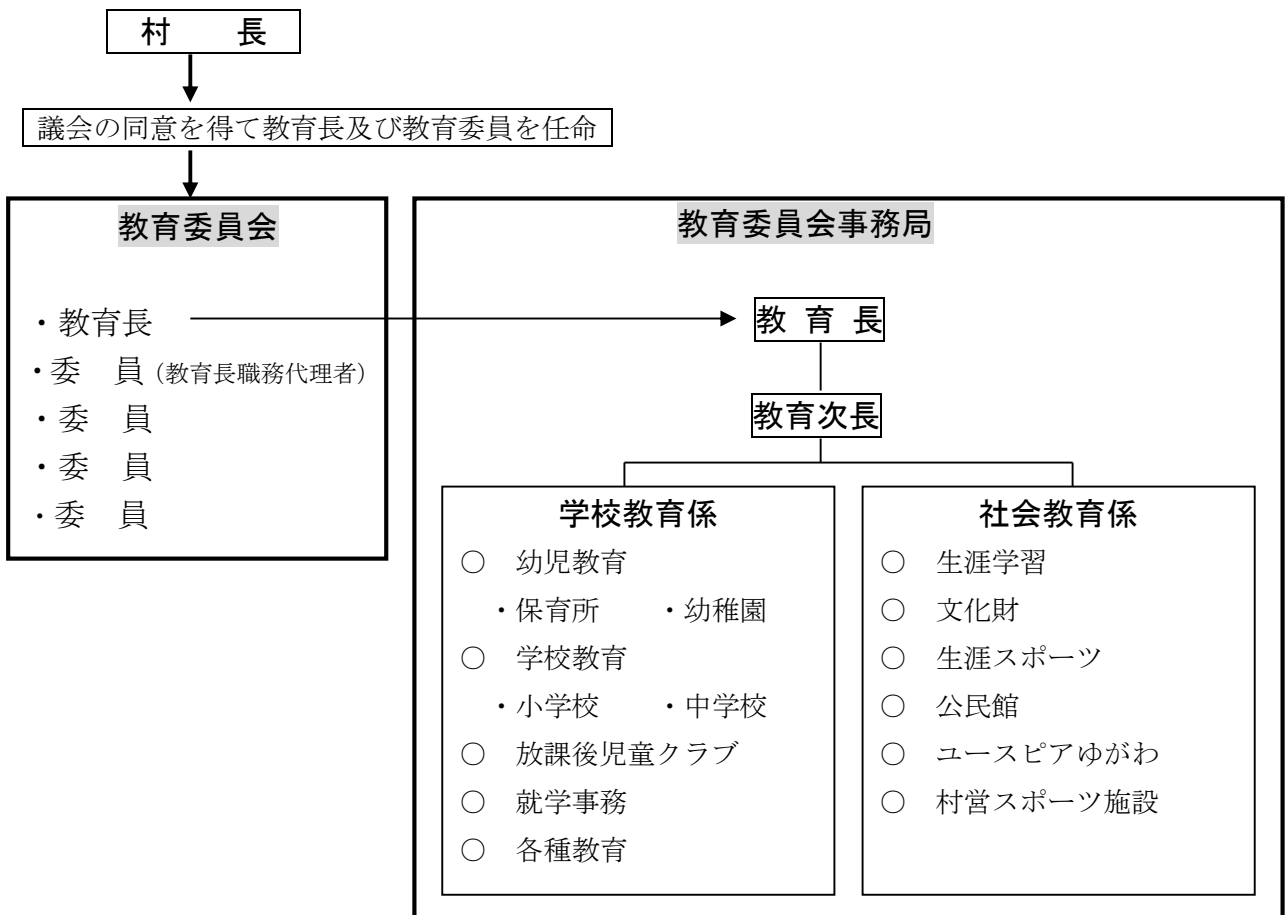 村　　長
議会の同意を得て教育長及び教育委員を任命
教育委員会
・教育長
・委　員（教育長職務代理者）
・委　員
・委　員
・委　員
教育委員会事務局
教 育 長
教育次長
学校教育係
○　幼児教育
・保育所　　・幼稚園
○　学校教育
・小学校　　・中学校
○　放課後児童クラブ
○　就学事務
○　各種教育
社会教育係
○　生涯学習
○　文化財
○　生涯スポーツ
○　公民館
○　ユースピアゆがわ
○　村営スポーツ施設